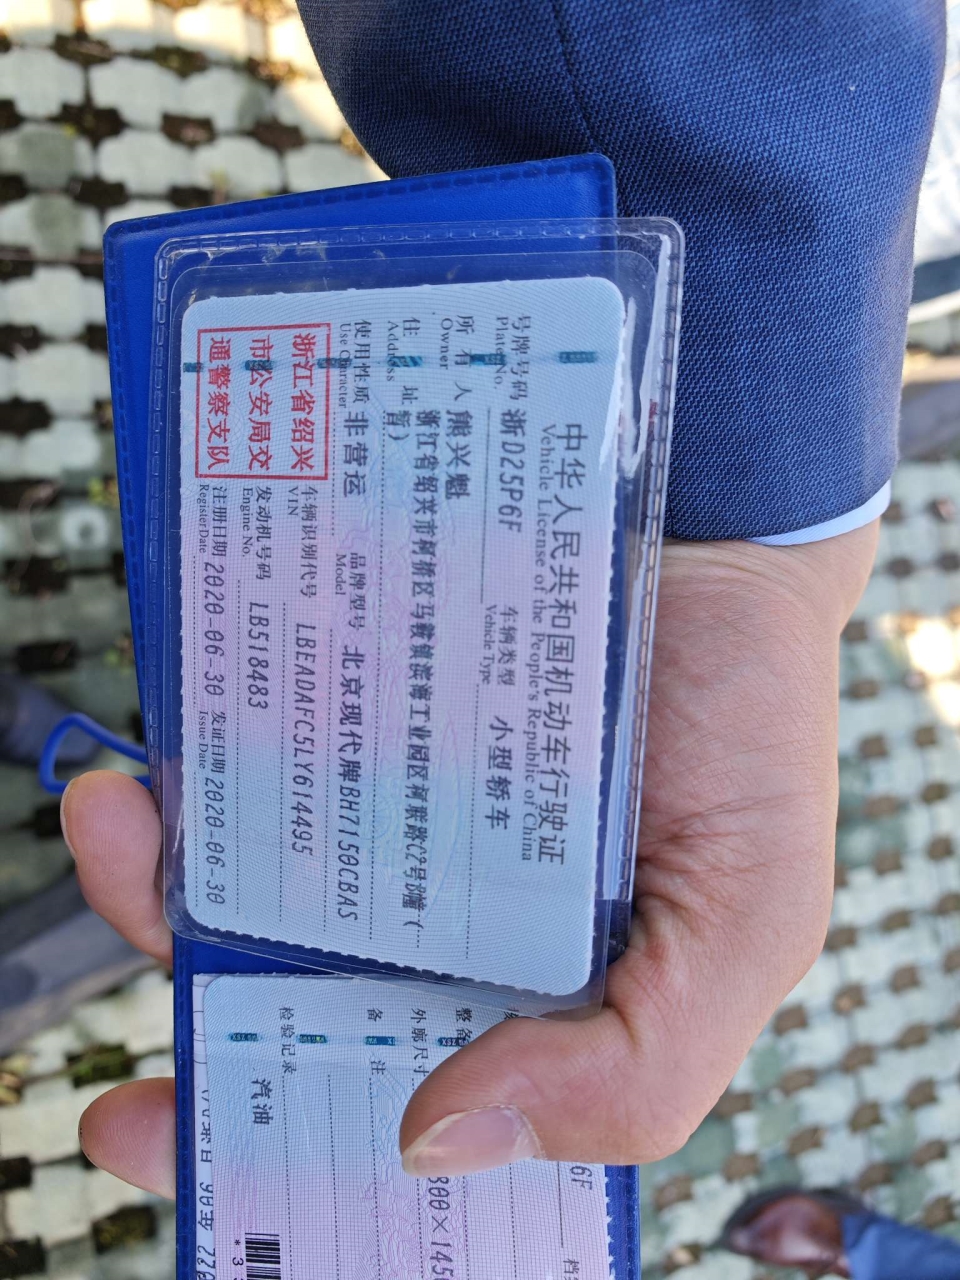 中华人民共和国机动车行驶证
Vehicle License of the People's Republic of China
号牌号码 浙D25P6F 车辆类型 小型轿车
Plate No. Vehicle Type
所有人 熊兴魁
Owner
住址 浙江省绍兴市柯桥区马鞍镇滨海工业园区
Address
使用性质 非营运 品牌型号 北京现代牌BH7150CBAS
Use Character Model
浙江省绍兴
市公安局交
通警察支队
车辆识别代号 LBEADAFC5LY614495
VIN
发动机号码 LB518483
Engine No.
注册日期 2020-06-30 发证日期 2020-06-30
Register Date Issue Date
6F
外廓尺寸 800×145
备注
汽油
检验记录